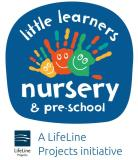 little learners
nursery
& pre-school
LifeLine
Projects
A LifeLine
Projects initiative